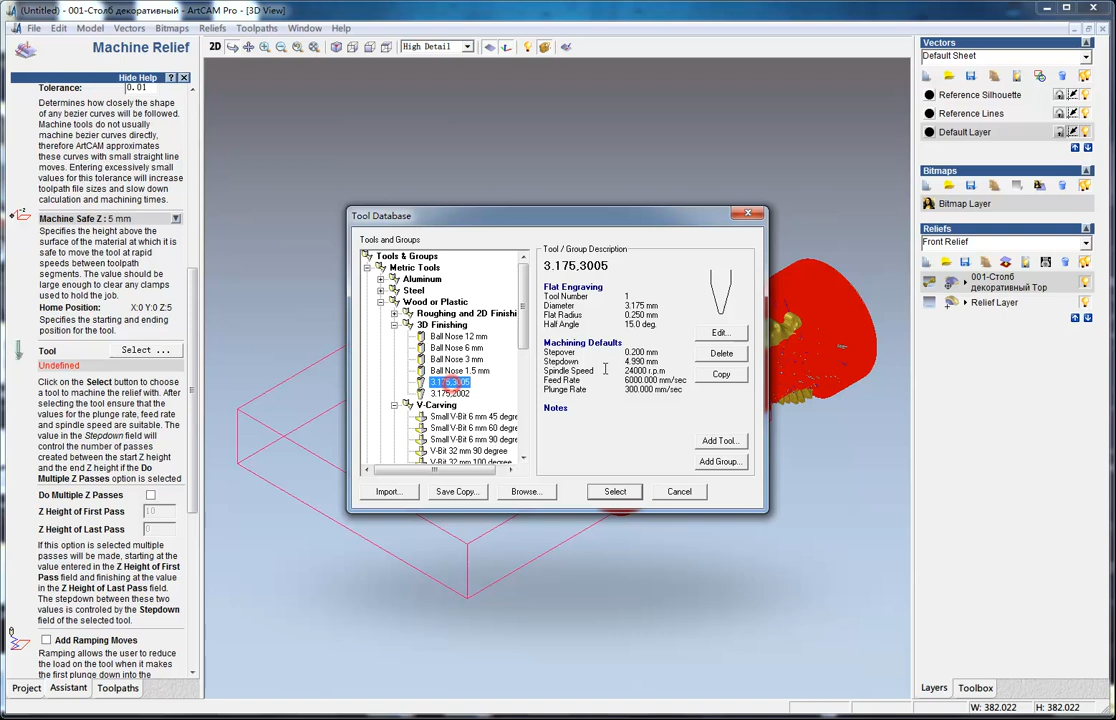 (Untitled) - 001-Столб декоративный - ArtCAM Pro - [3D View]
File Edit Model Vectors Bitmaps Reliefs Toolpaths Window Help
Machine Relief
2D
High Detail
Hide Help ?
Tolerance: 0.01
Determines how closely the shape
of any bezier curves will be followed.
Machine tools do not usually
machine bezier curves directly,
therefore ArtCAM approximates
these curves with small straight line
moves. Entering excessively small
values for this tolerance will increase
toolpath file sizes and slow down
calculation and machining times.
Machine Safe Z: 5 mm
Specifies the height above the
surface of the material at which it is
safe to move the tool at rapid
speeds between toolpath
segments. The value should be
large enough to clear any clamps
used to hold the job.
Home Position: X:0 Y:0 Z:5
Specifies the starting and
ending position for the tool.
Tool Select ...
Undefined
Click on the Select button to choose
a tool to machine the relief with. After
selecting the tool ensure that the
values for the plunge rate, feed rate
and spindle speed are suitable. The
value in the Stepdown field will
control the number of passes
created between the start Z height
and the end Z height if the Do
Multiple Z Passes option is selected
Do Multiple Z Passes
Z Height of First Pass 10
Z Height of Last Pass 0
If this option is selected multiple
passes will be made, starting at the
value entered in the Z Height of First
Pass field and finishing at the value
in the Z Height of Last Pass field.
The stepdown between these two
values is controled by the Stepdown
field of the selected tool.
Add Ramping Moves
Ramping allows the user to reduce
the load on the tool when it makes
the first plunge down into the
Project Assistant Toolpaths
Tool Database
Tools and Groups
Tools & Groups
Metric Tools
Aluminum
Steel
Wood or Plastic
Roughing and 2D Finishi
3D Finishing
Ball Nose 12 mm
Ball Nose 6 mm
Ball Nose 3 mm
Ball Nose 1.5 mm
3.175,3005
3.175,2002
V-Carving
Small V-Bit 6 mm 45 degre
Small V-Bit 6 mm 60 degre
Small V-Bit 6 mm 90 degre
V-Bit 32 mm 90 degree
V-Bit 32 mm 100 degree
Tool / Group Description
3.175,3005
Flat Engraving
Tool Number 1
Diameter 3.175 mm
Flat Radius 0.250 mm
Half Angle 15.0 deg.
Machining Defaults
Stepover 0.200 mm
Stepdown 4.990 mm
Spindle Speed 24000 r.p.m
Feed Rate 6000.000 mm/sec
Plunge Rate 300.000 mm/sec
Notes
Edit...
Delete
Copy
Add Tool...
Add Group...
Import... Save Copy... Browse... Select Cancel
Vectors
Default Sheet
Reference Silhouette
Reference Lines
Default Layer
Bitmaps
Bitmap Layer
Reliefs
Front Relief
001-Столб
декоративный Top
Relief Layer
Layers Toolbox
W: 382.022 H: 382.022